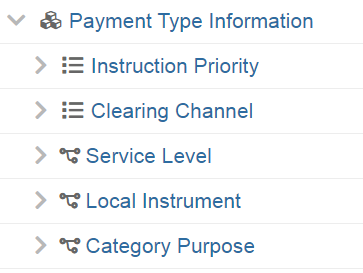 Payment Type Information
Instruction Priority
Clearing Channel
Service Level
Local Instrument
Category Purpose